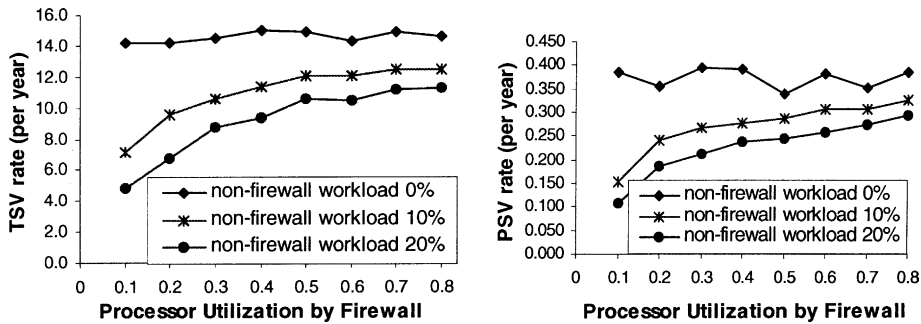 16.0
14.0
12.0
10.0
8.0
6.0
4.0
2.0
0.0
TSV rate (per year)
non-firewall workload 0%
non-firewall workload 10%
non-firewall workload 20%
0 0.1 0.2 0.3 0.4 0.5 0.6 0.7 0.8
Processor Utilization by Firewall
0.450
0.400
0.350
0.300
0.250
0.200
0.150
0.100
0.050
0.000
PSV rate (per year)
non-firewall workload 0%
non-firewall workload 10%
non-firewall workload 20%
0 0.1 0.2 0.3 0.4 0.5 0.6 0.7 0.8
Processor Utilization by Firewall